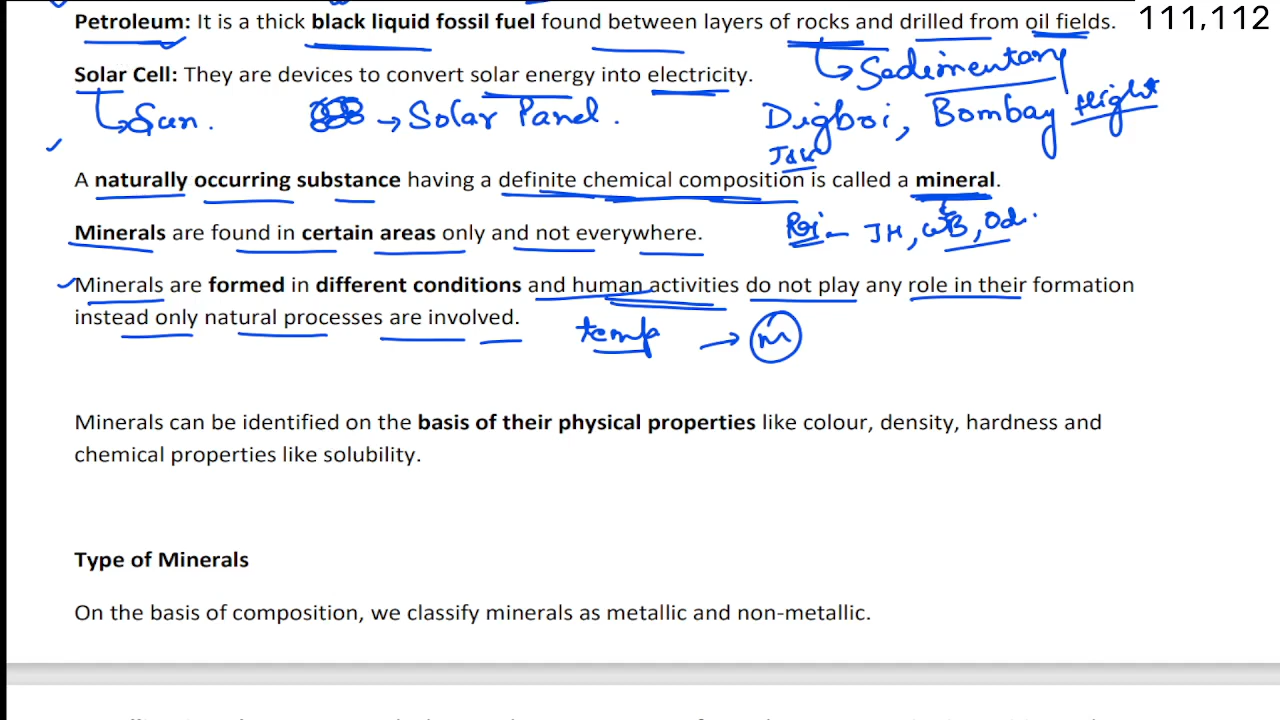 Petroleum: It is a thick black liquid fossil fuel found between layers of rocks and drilled from oil fields. 111,112
Sedimentary
Solar Cell: They are devices to convert solar energy into electricity.
Sun. → Solar Panel. Digboi, Bombay Hight
J&K
A naturally occurring substance having a definite chemical composition is called a mineral.
Minerals are found in certain areas only and not everywhere.
JH, WB, Od.
Minerals are formed in different conditions and human activities do not play any role in their formation
instead only natural processes are involved.
temp → m
Minerals can be identified on the basis of their physical properties like colour, density, hardness and
chemical properties like solubility.
Type of Minerals
On the basis of composition, we classify minerals as metallic and non-metallic.